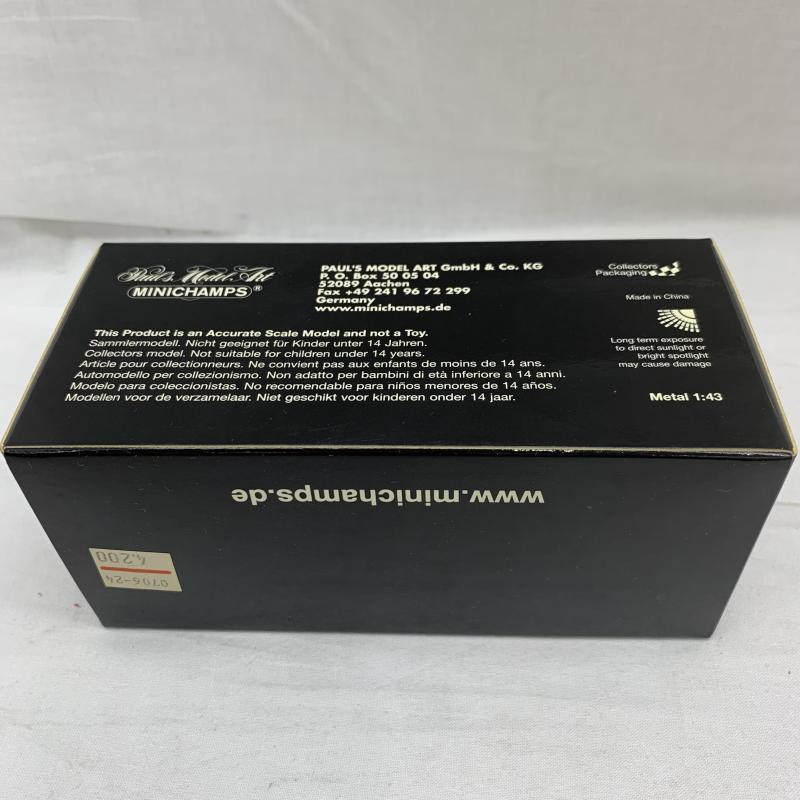 Paul's Model Art
MINICHAMPS®
PAUL'S MODEL ART GmbH & Co. KG
P. O. Box 50 05 04
52089 Aachen
Fax +49 241 96 72 299
Germany
www.minichamps.de
Collectors
Packaging
Made in China
Long term exposure
to direct sunlight or
bright spotlight
may cause damage
Metal 1:43
This Product is an Accurate Scale Model and not a Toy.
Sammlermodell. Nicht geeignet für Kinder unter 14 Jahren.
Collectors model. Not suitable for children under 14 years.
Article pour collectionneurs. Ne convient pas aux enfants de moins de 14 ans.
Automodello per collezionismo. Non adatto per bambini di età inferiore a 14 anni.
Modelo para coleccionistas. No recomendable para niños menores de 14 años.
Modellen voor de verzamelaar. Niet geschikt voor kinderen onder 14 jaar.
www.minichamps.de
0706-24
4,200